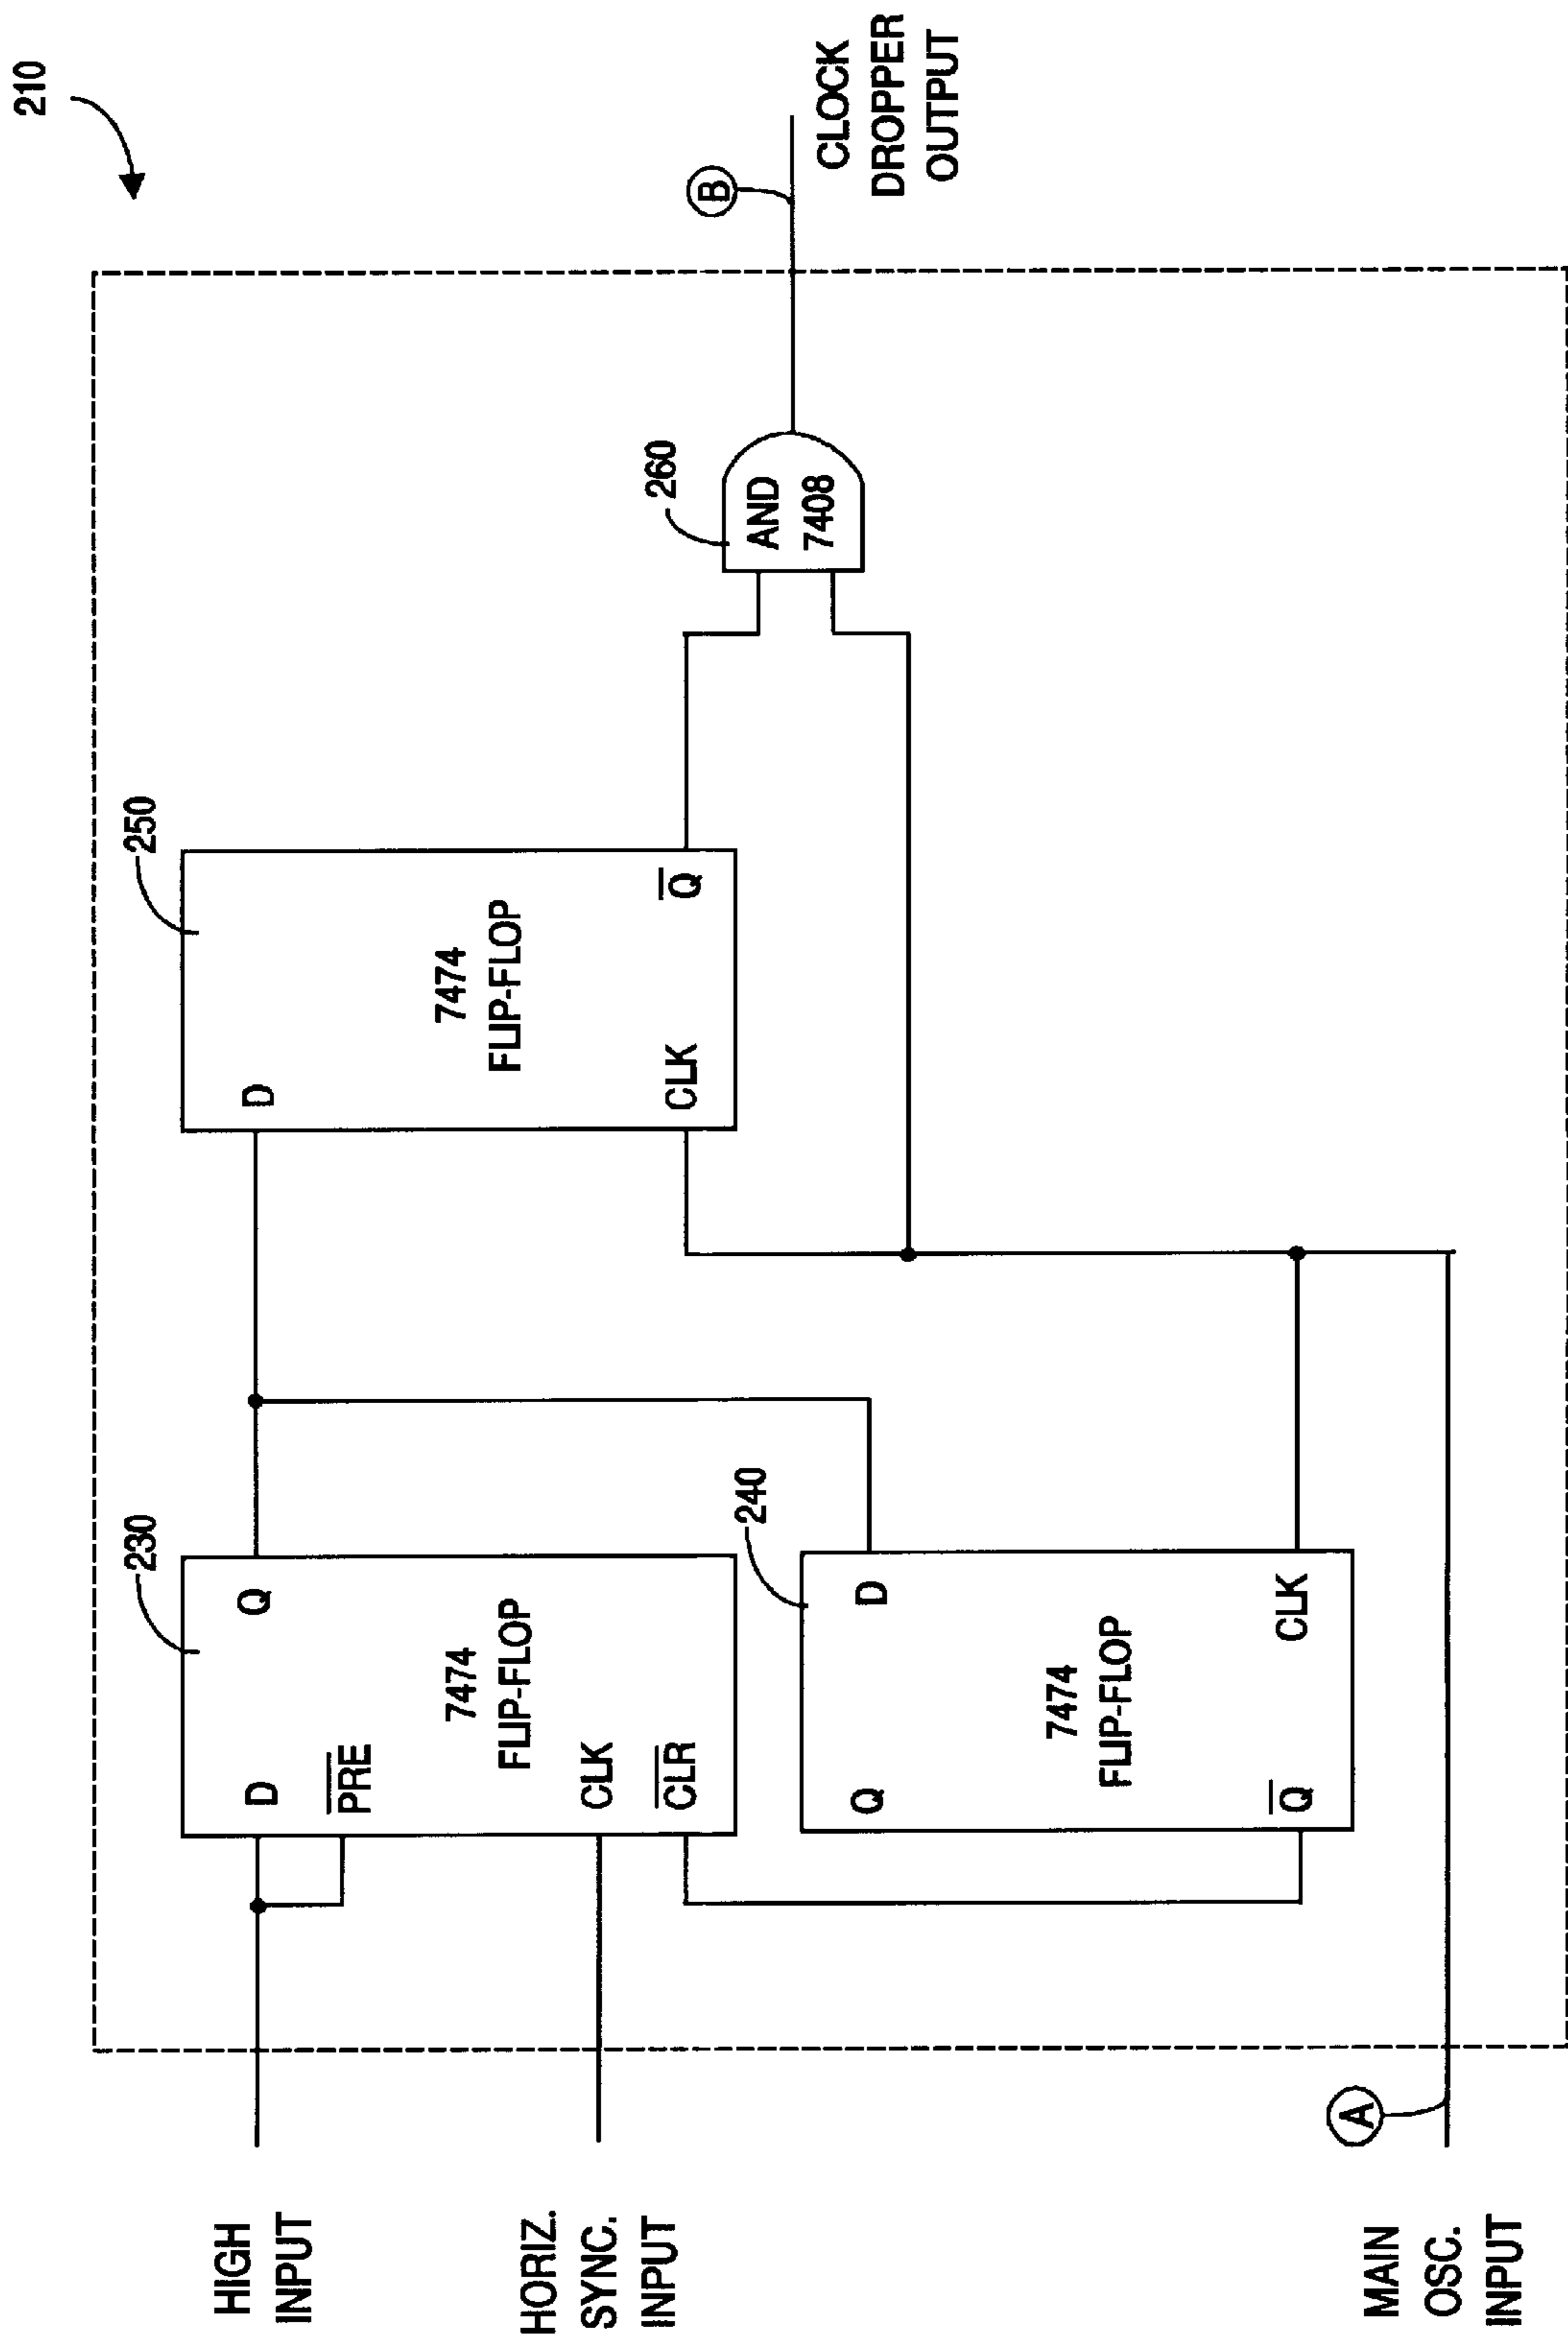 210
HIGH
INPUT
HORIZ.
SYNC.
INPUT
MAIN
OSC.
INPUT
A
230
D
Q
PRE
7474
FLIP-FLOP
CLK
CLR
240
Q
D
7474
FLIP-FLOP
Q
CLK
250
D
7474
FLIP-FLOP
CLK
Q
260
AND
7408
B
CLOCK
DROPPER
OUTPUT